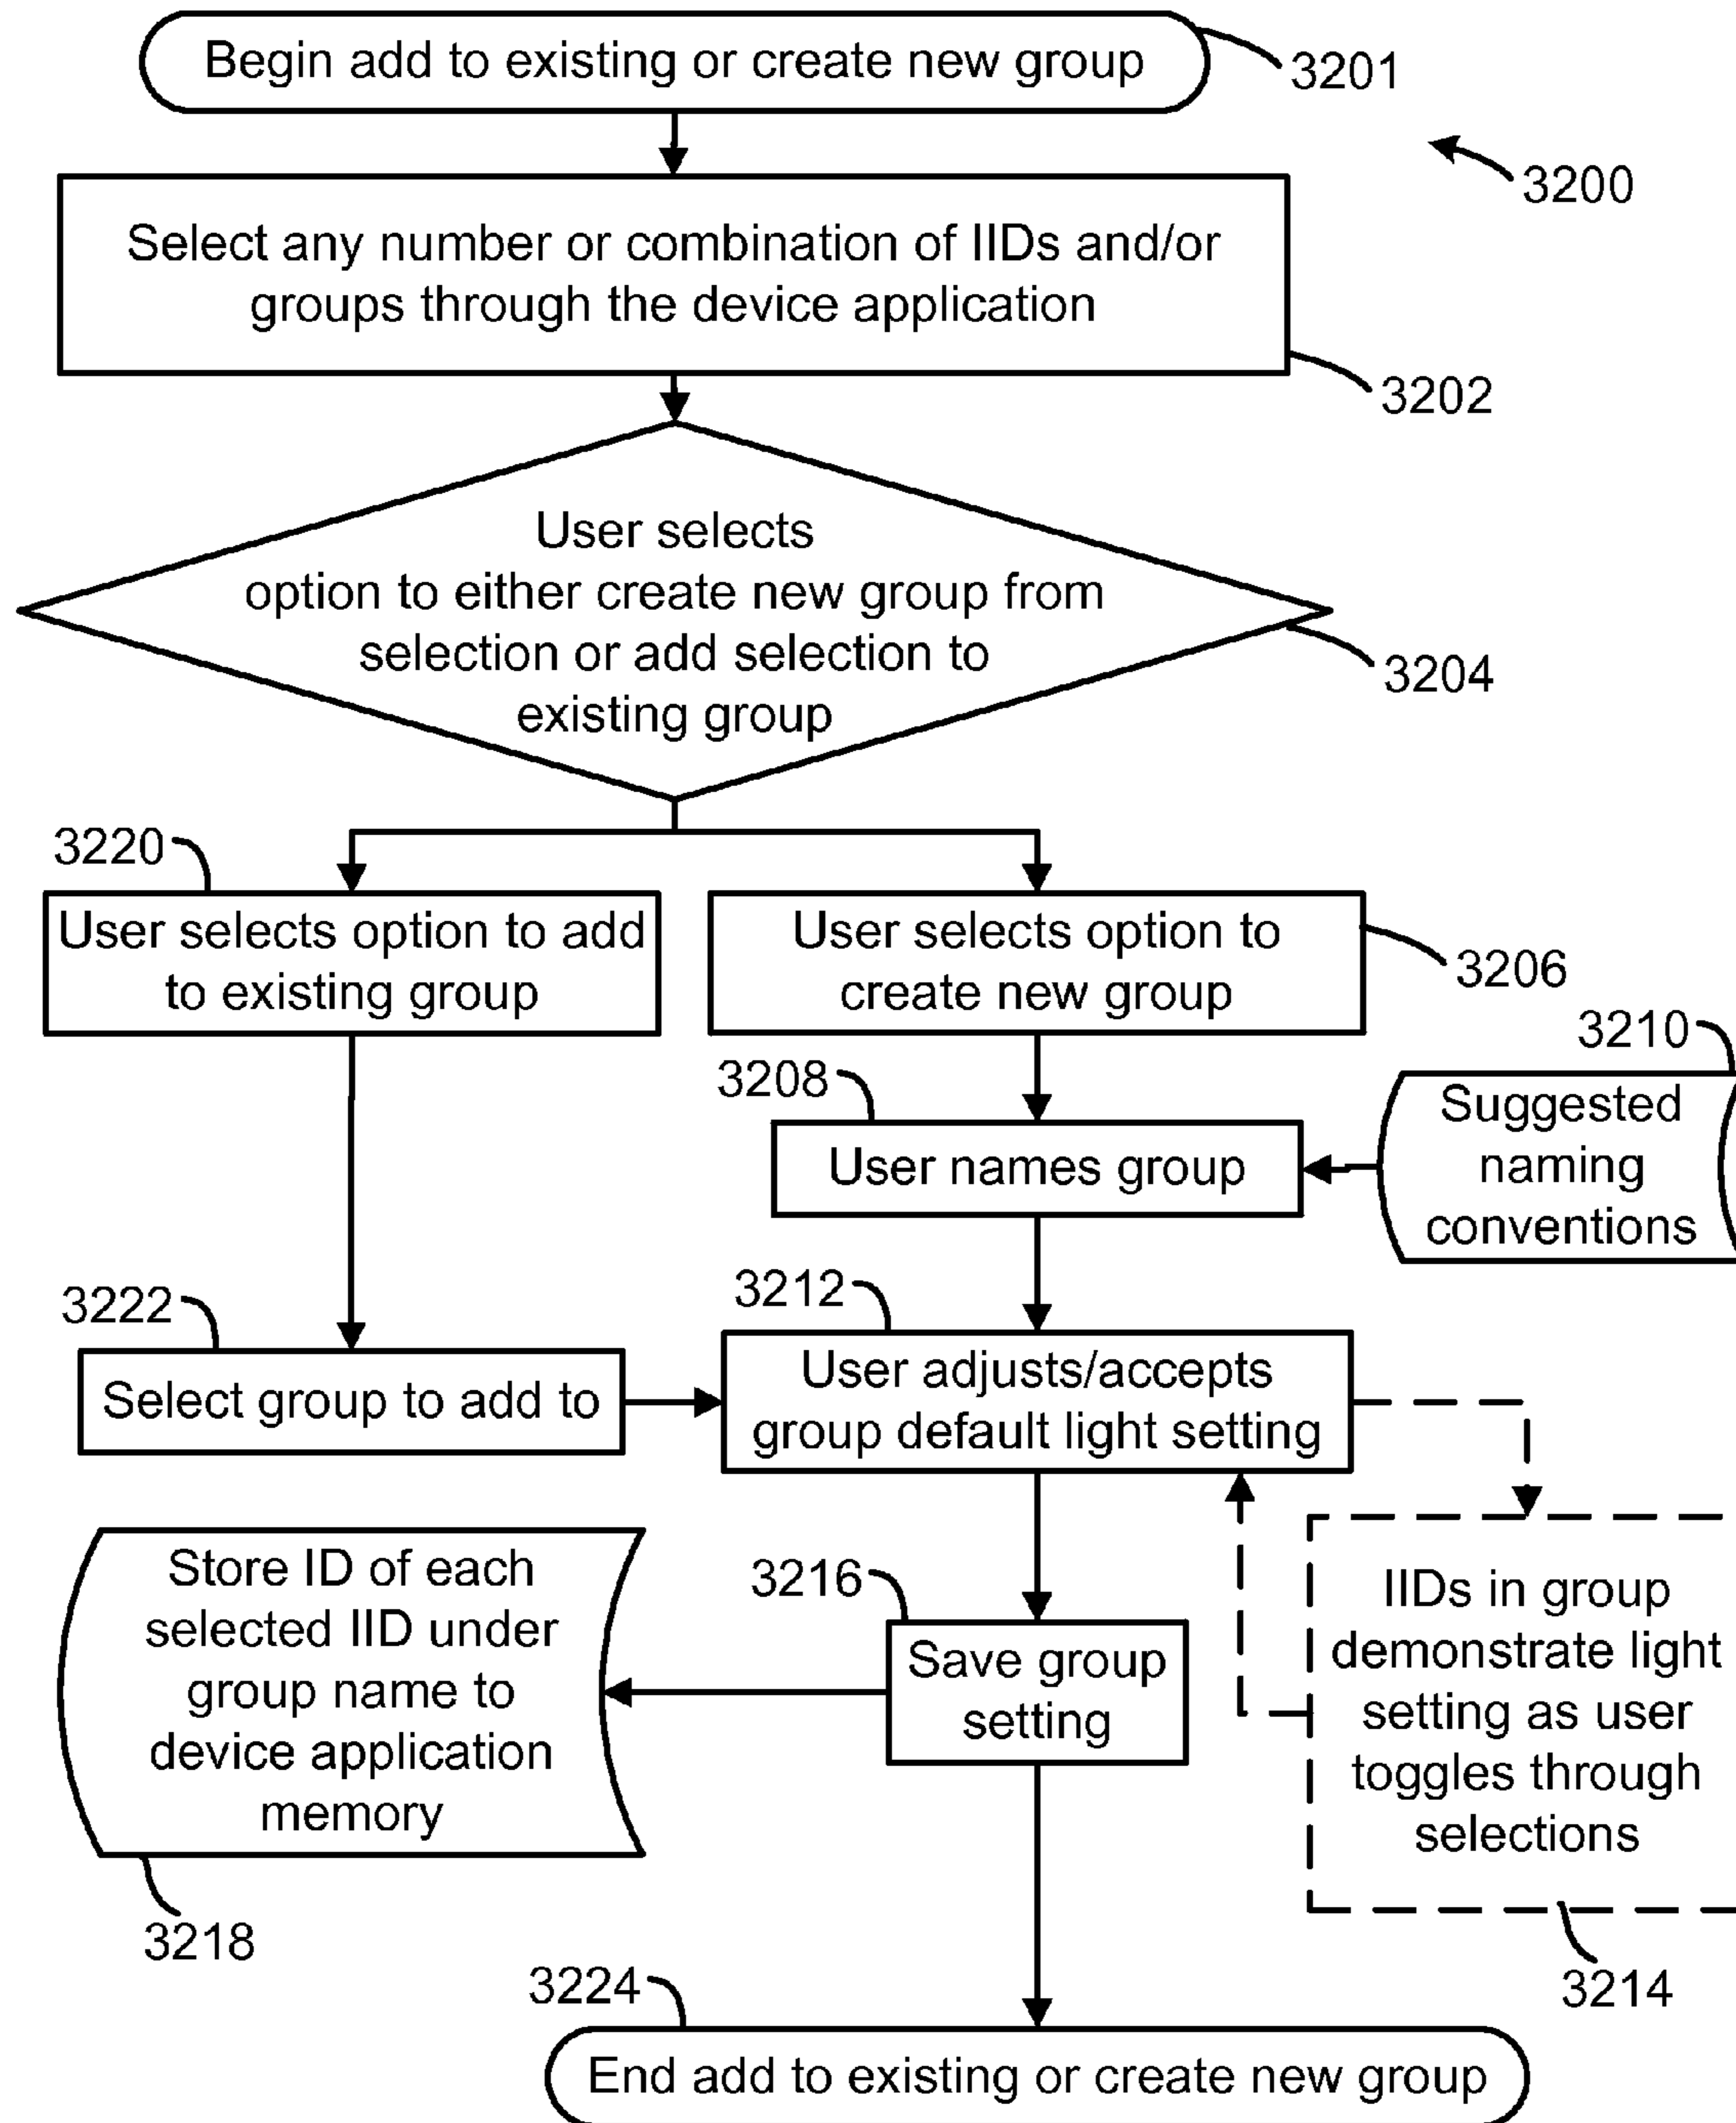 Begin add to existing or create new group
3201
3200
Select any number or combination of IIDs and/or
groups through the device application
3202
User selects
option to either create new group from
selection or add selection to
existing group
3204
3220
User selects option to add
to existing group
User selects option to
create new group
3206
3208
User names group
3210
Suggested
naming
conventions
3222
Select group to add to
3212
User adjusts/accepts
group default light setting
Store ID of each
selected IID under
group name to
device application
memory
3218
3216
Save group
setting
IIDs in group
demonstrate light
setting as user
toggles through
selections
3214
3224
End add to existing or create new group